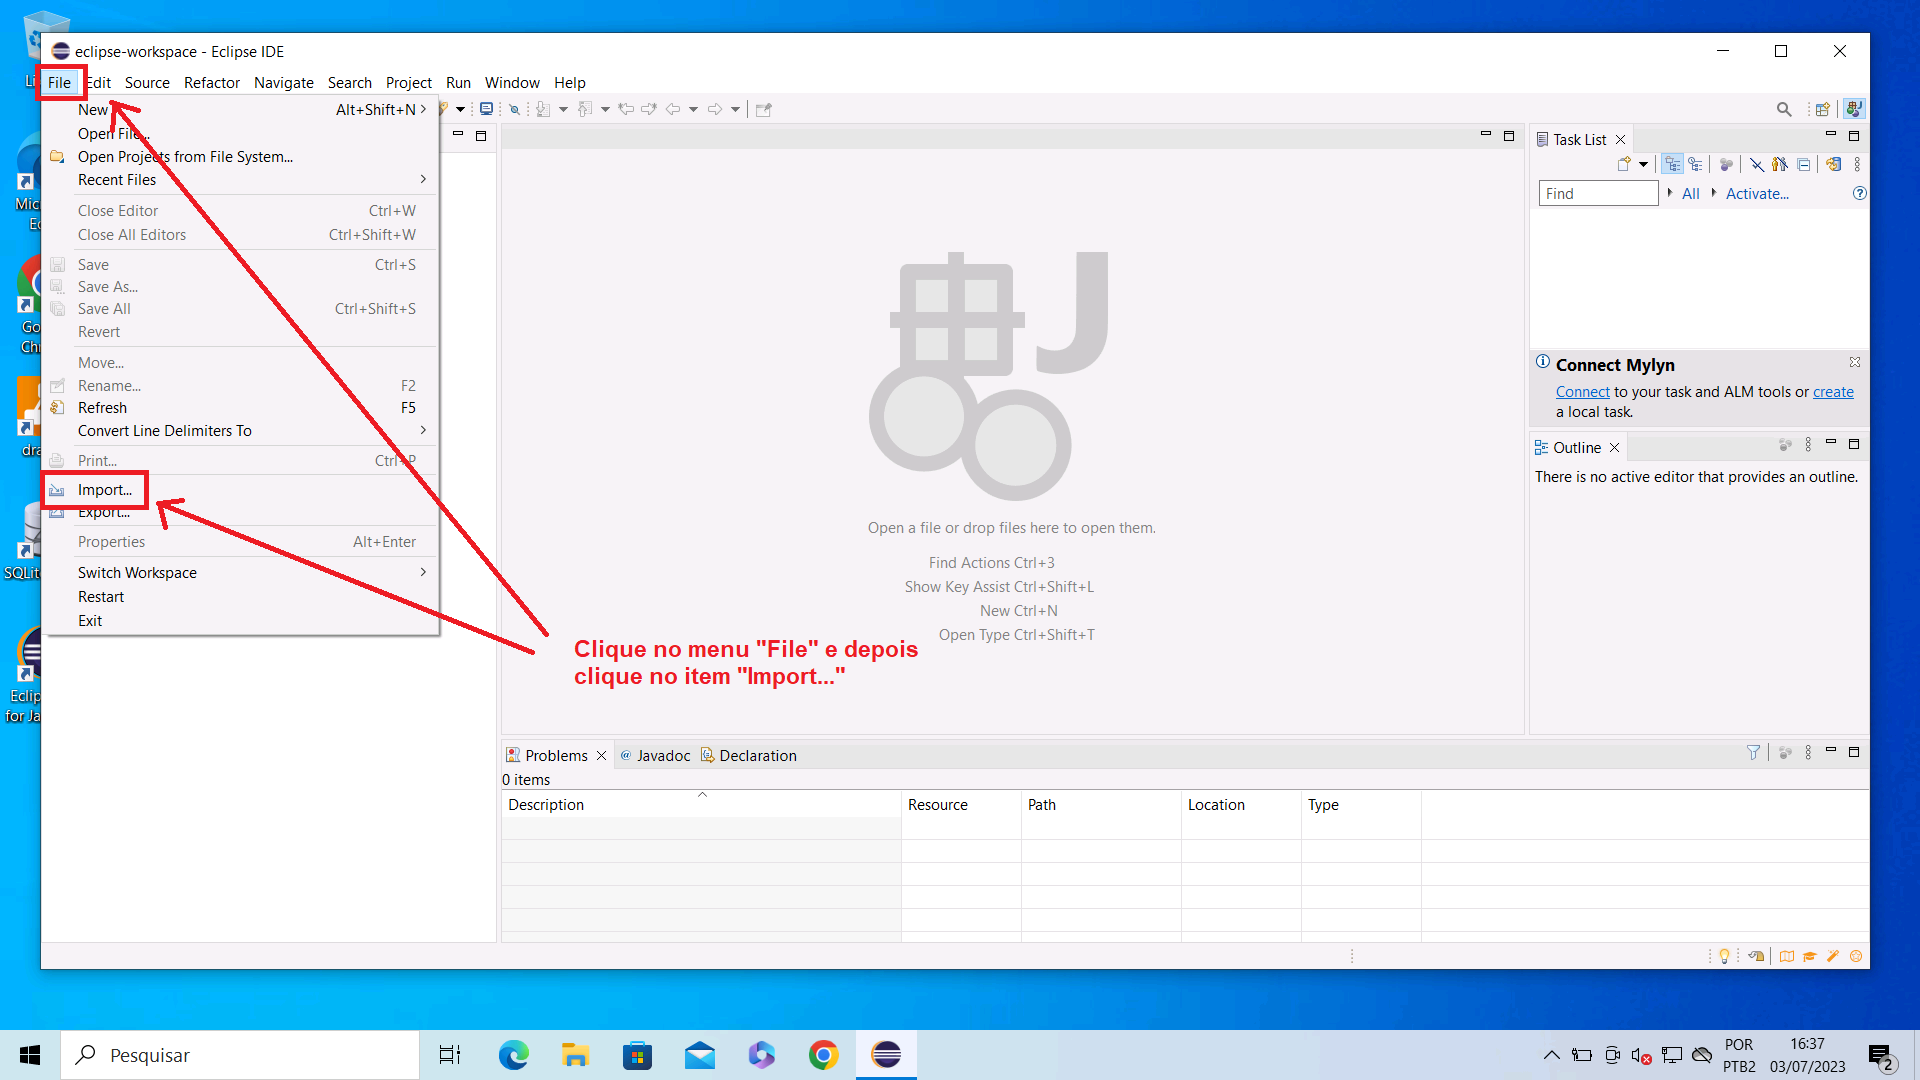 eclipse-workspace - Eclipse IDE
File Edit Source Refactor Navigate Search Project Run Window Help
New Alt+Shift+N
Open File...
Open Projects from File System...
Recent Files
Close Editor Ctrl+W
Close All Editors Ctrl+Shift+W
Save Ctrl+S
Save As...
Save All Ctrl+Shift+S
Revert
Move...
Rename... F2
Refresh F5
Convert Line Delimiters To
Print... Ctrl+P
Import...
Export...
Properties Alt+Enter
Switch Workspace
Restart
Exit
Open a file or drop files here to open them.
Find Actions Ctrl+3
Show Key Assist Ctrl+Shift+L
New Ctrl+N
Open Type Ctrl+Shift+T
Clique no menu "File" e depois
clique no item "Import..."
Task List
Find All Activate...
Connect Mylyn
Connect to your task and ALM tools or create
a local task.
Outline
There is no active editor that provides an outline.
Problems Javadoc Declaration
0 items
Description Resource Path Location Type
Eclip
for Ja
SQLit
Pesquisar
POR
PTB2
16:37
03/07/2023
2